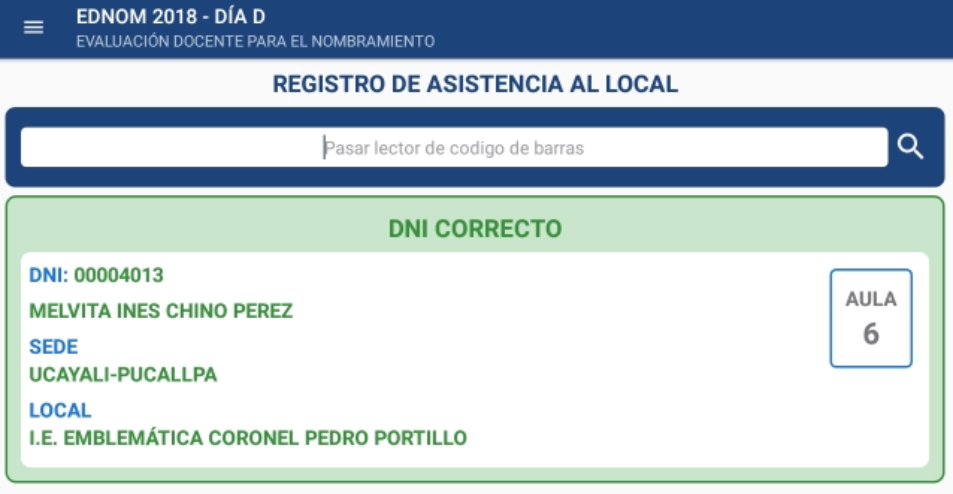 EDNOM 2018 - DÍA D
EVALUACIÓN DOCENTE PARA EL NOMBRAMIENTO
REGISTRO DE ASISTENCIA AL LOCAL
Pasar lector de codigo de barras
DNI CORRECTO
DNI: 00004013
MELVITA INES CHINO PEREZ
SEDE
UCAYALI-PUCALLPA
LOCAL
I.E. EMBLEMÁTICA CORONEL PEDRO PORTILLO
AULA
6